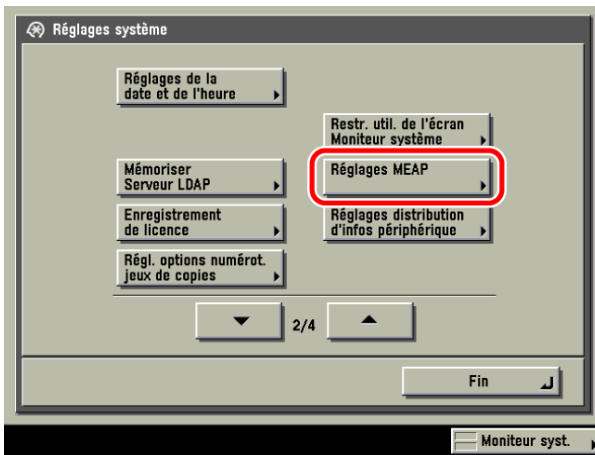 Réglages système
Réglages de la
date et de l'heure
Restr. util. de l'écran
Moniteur système
Mémoriser
Serveur LDAP
Réglages MEAP
Enregistrement
de licence
Réglages distribution
d'infos périphérique
Régl. options numérot.
jeux de copies
2/4
Fin
Moniteur syst.